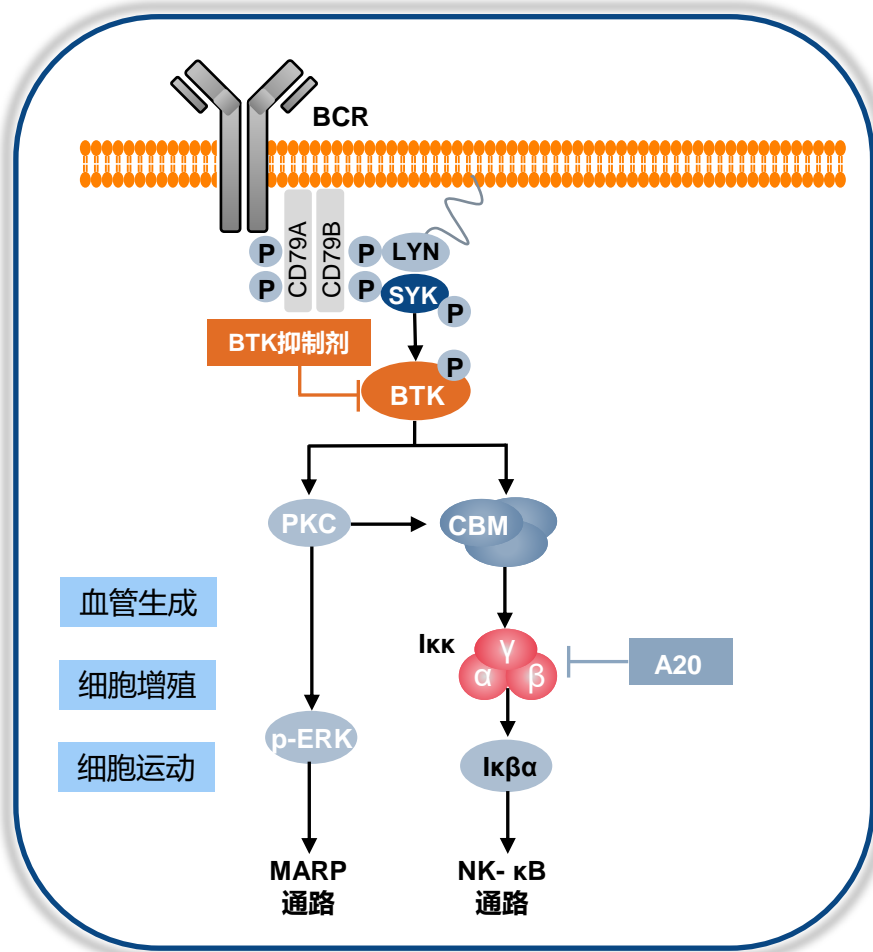 BCR
CD79A
CD79B
P
P
P
P
LYN
SYK
P
BTK抑制剂
P
BTK
PKC
CBM
血管生成
Iκκ
γ
α
β
A20
细胞增殖
p-ERK
细胞运动
Iκβα
MARP
通路
NK- κB
通路